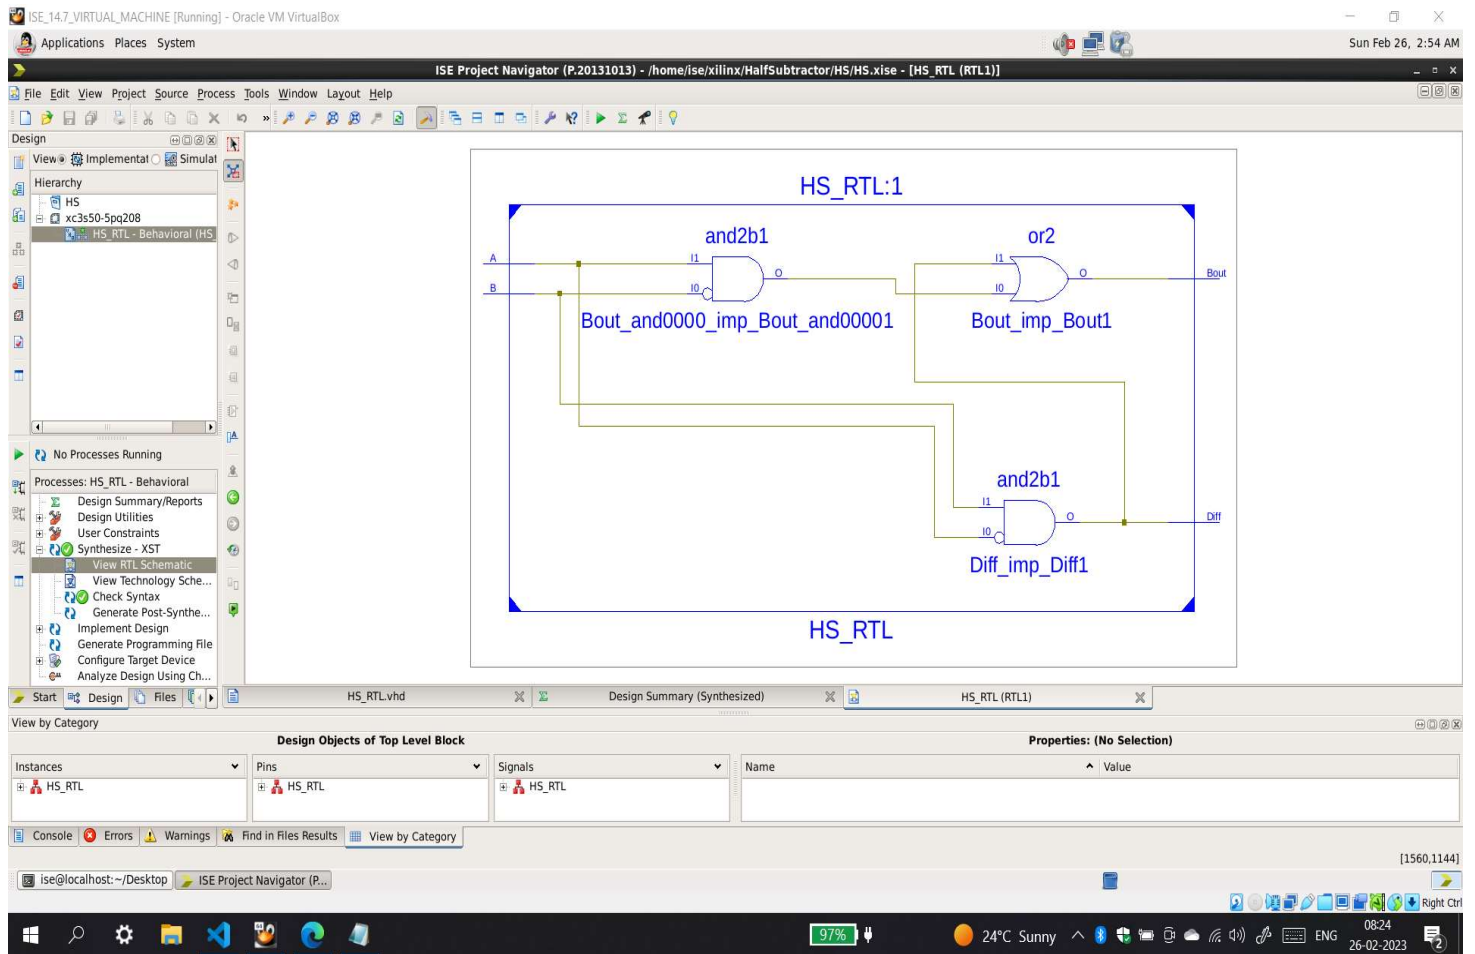 ISE_14.7_VIRTUAL_MACHINE [Running] - Oracle VM VirtualBox
Applications Places System
Sun Feb 26, 2:54 AM
ISE Project Navigator (P.20131013) - /home/ise/xilinx/HalfSubtractor/HS/HS.xise - [HS_RTL (RTL1)]
File Edit View Project Source Process Tools Window Layout Help
Design
View Implementat Simulat
Hierarchy
HS
xc3s50-5pq208
HS_RTL - Behavioral (HS_
No Processes Running
Processes: HS_RTL - Behavioral
Design Summary/Reports
Design Utilities
User Constraints
Synthesize - XST
View RTL Schematic
View Technology Sche...
Check Syntax
Generate Post-Synthe...
Implement Design
Generate Programming File
Configure Target Device
Analyze Design Using Ch...
Start Design Files
HS_RTL:1
and2b1
or2
A
B
I1
I0
O
I1
I0
O
Bout
Bout_and0000_imp_Bout_and00001
Bout_imp_Bout1
and2b1
I1
I0
O
Diff
Diff_imp_Diff1
HS_RTL
HS_RTL.vhd
Design Summary (Synthesized)
HS_RTL (RTL1)
View by Category
Design Objects of Top Level Block
Properties: (No Selection)
Instances
Pins
Signals
Name
Value
HS_RTL
HS_RTL
HS_RTL
Console Errors Warnings Find in Files Results View by Category
[1560,1144]
ise@localhost:~/Desktop
ISE Project Navigator (P...
Right Ctrl
97%
24°C Sunny
ENG
08:24
26-02-2023
2